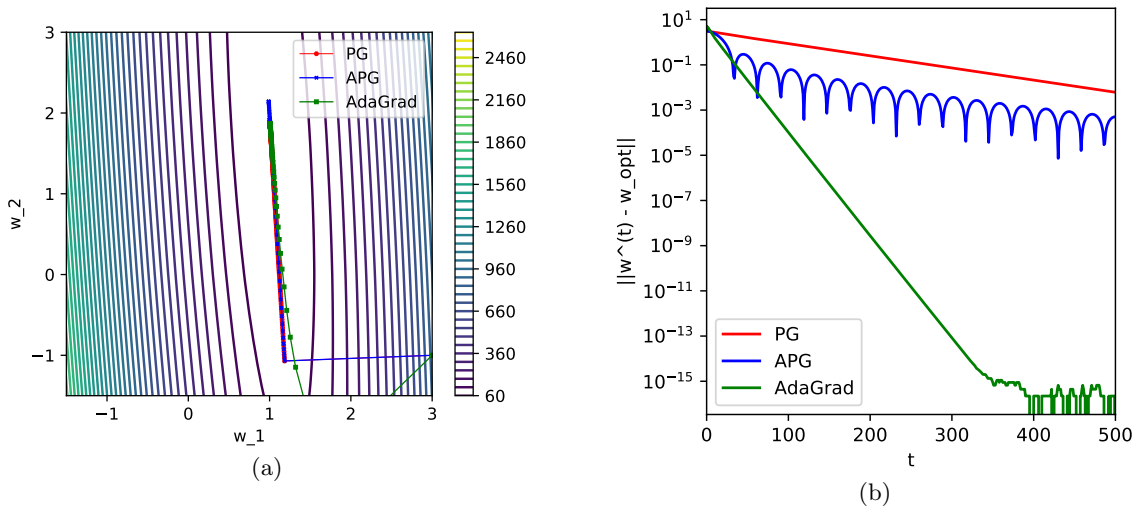 3
2
1
0
−1
w_2
−1
0
1
2
3
w_1
PG
APG
AdaGrad
2460
2160
1860
1560
1260
960
660
360
60
(a)
10^1
10^−1
10^−3
10^−5
10^−7
10^−9
10^−11
10^−13
10^−15
||w^(t) - w_opt||
PG
APG
AdaGrad
0
100
200
300
400
500
t
(b)